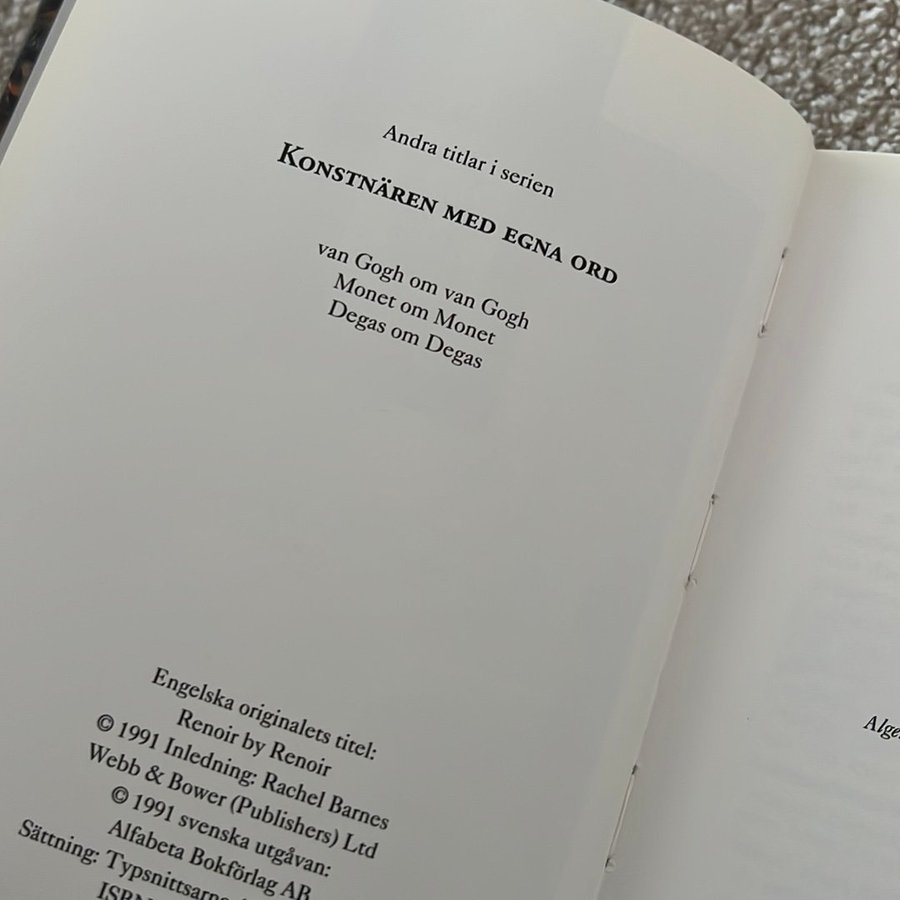 Andra titlar i serien
KONSTNÄREN MED EGNA ORD
van Gogh om van Gogh
Monet om Monet
Degas om Degas
Engelska originalets titel:
Renoir by Renoir
© 1991 Inledning: Rachel Barnes
Webb & Bower (Publishers) Ltd
© 1991 svenska utgåvan:
Alfabeta Bokförlag AB
Sättning:
ISBN